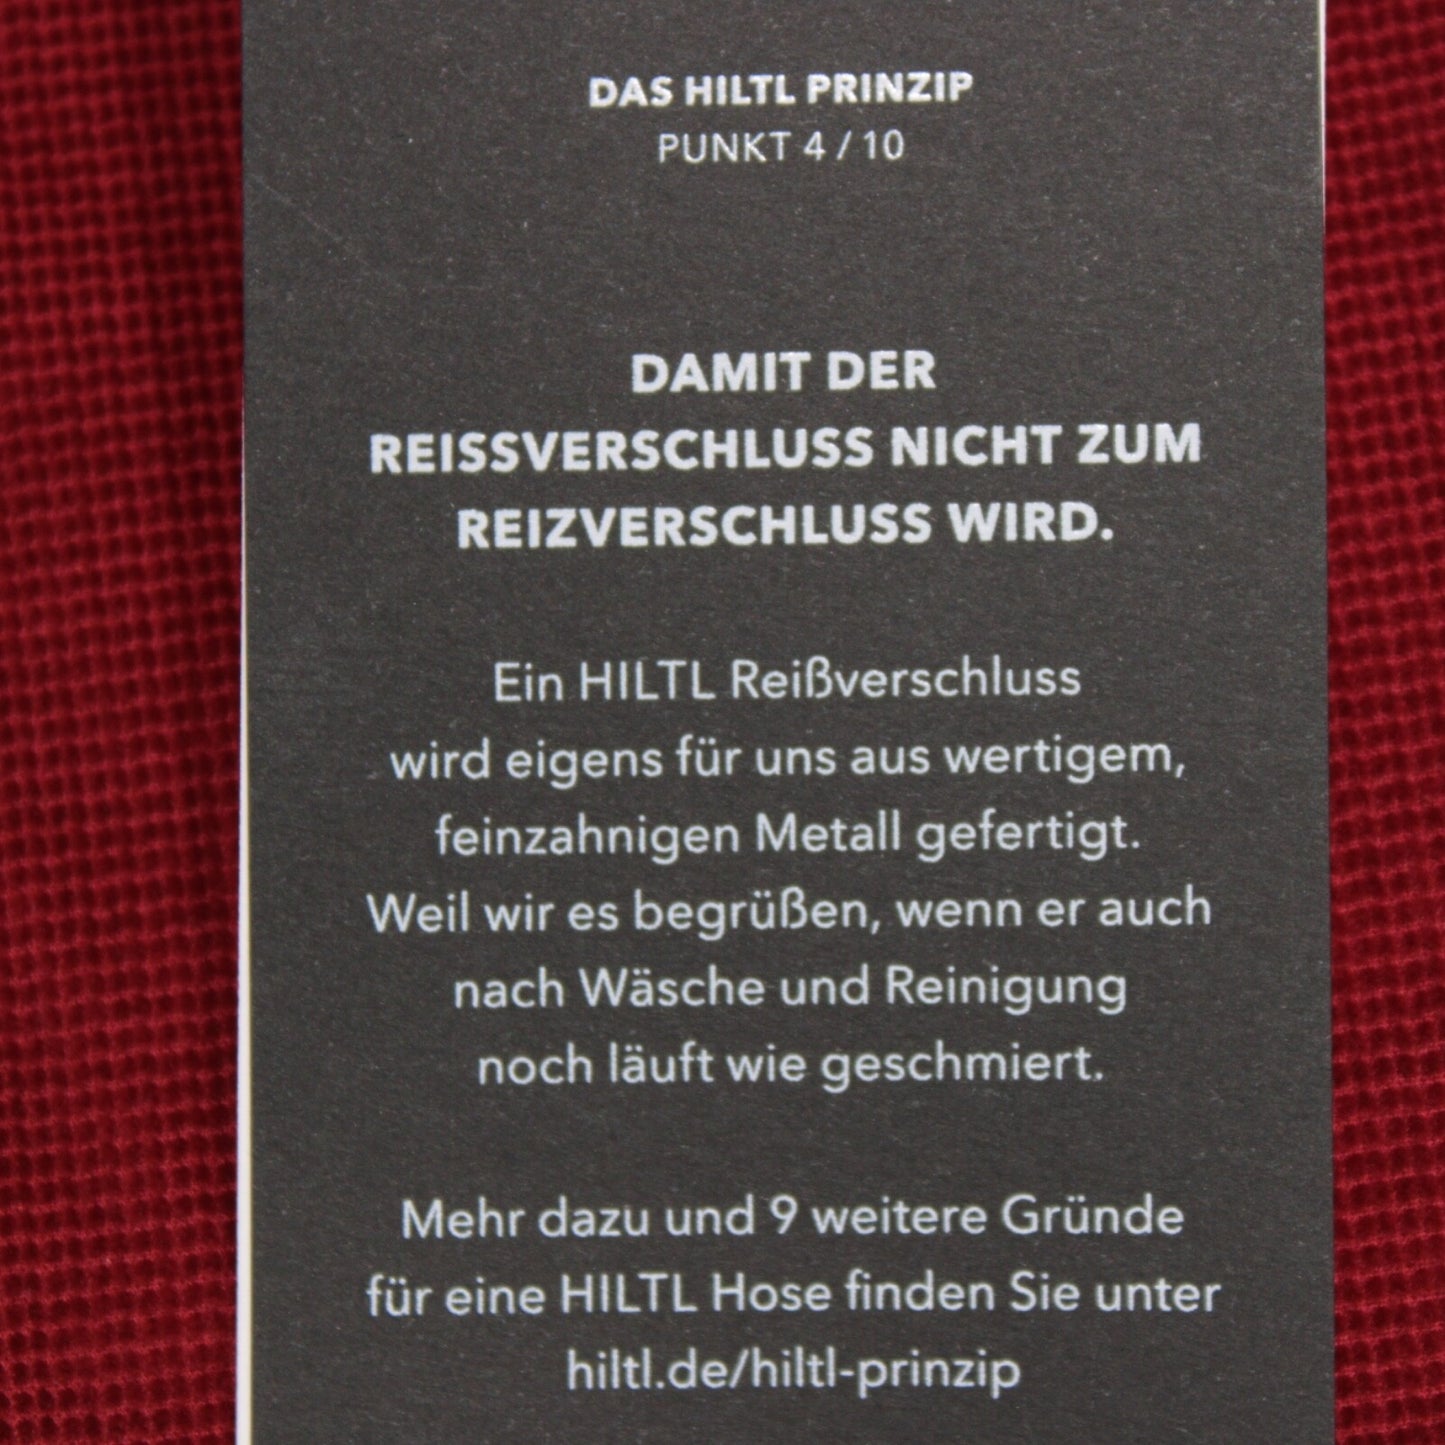 DAS HILTL PRINZIP
PUNKT 4 / 10
DAMIT DER
REISSVERSCHLUSS NICHT ZUM
REIZVERSCHLUSS WIRD.
Ein HILTL Reißverschluss
wird eigens für uns aus wertigem,
feinzahnigen Metall gefertigt.
Weil wir es begrüßen, wenn er auch
nach Wäsche und Reinigung
noch läuft wie geschmiert.
Mehr dazu und 9 weitere Gründe
für eine HILTL Hose finden Sie unter
hiltl.de/hiltl-prinzip